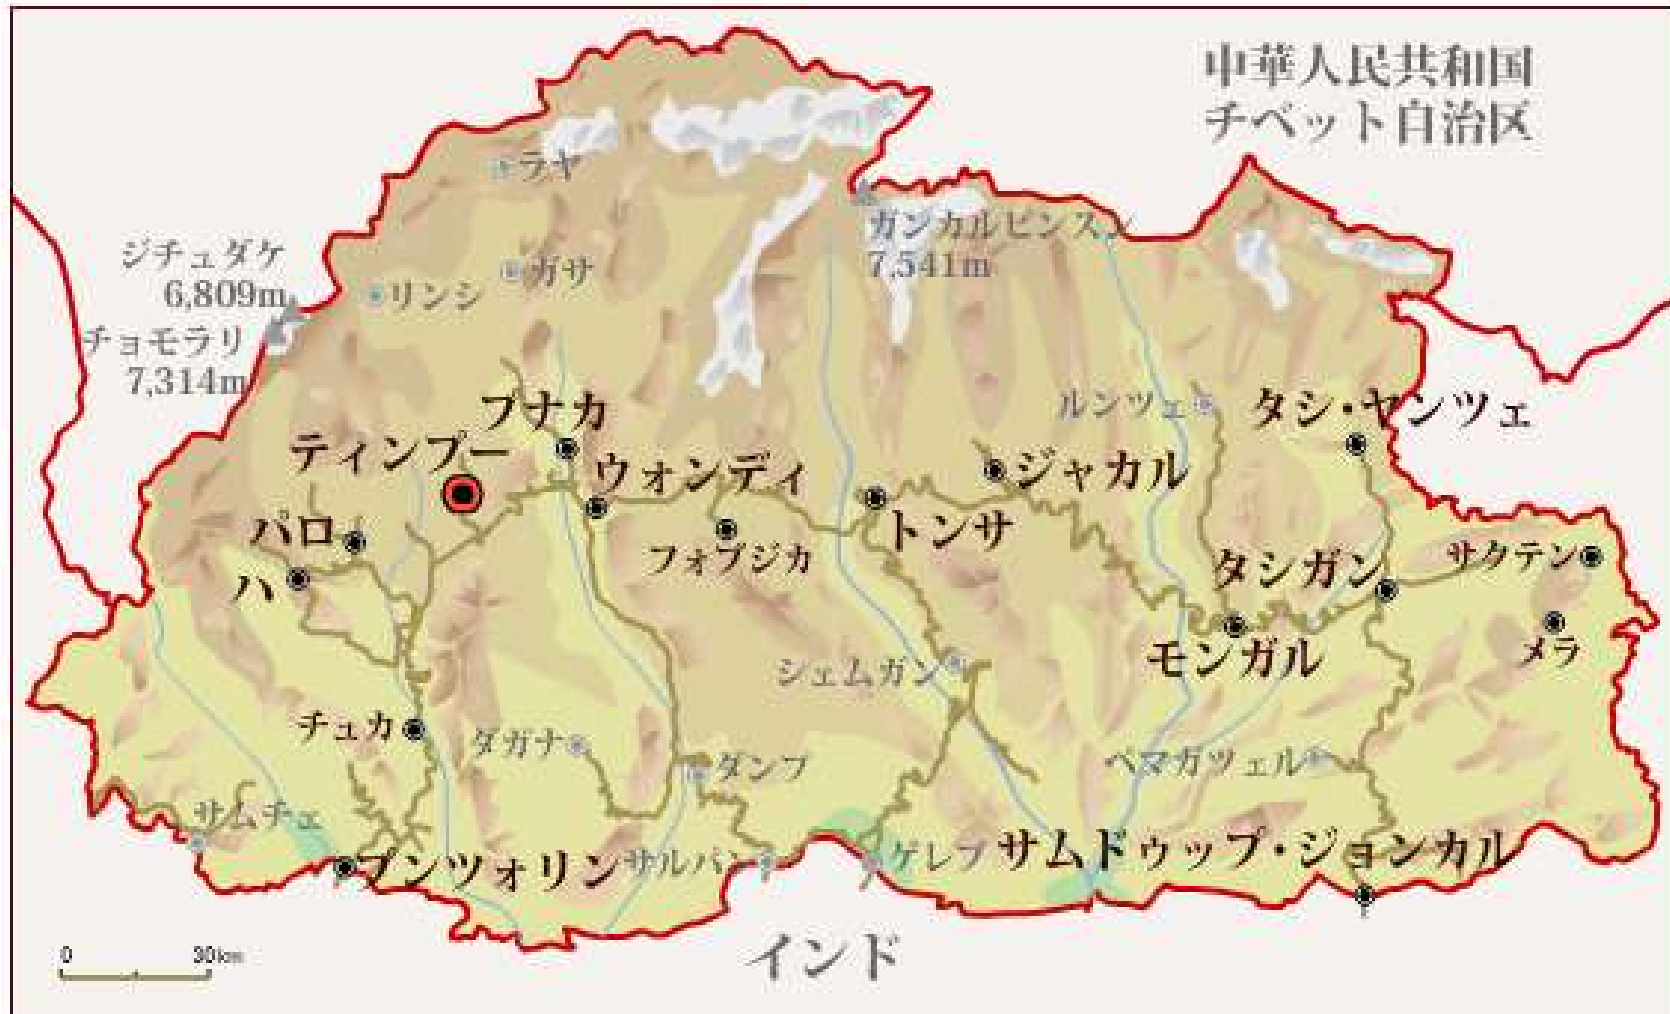 中華人民共和国
チベット自治区
ラヤ
ガンカルピンスン
7,541m
ジチュダケ
6,809m
ガサ
リンシ
チョモラリ
7,314m
プナカ
ルンツェ
タシ・ヤンツェ
ティンプー
ウォンディ
ジャカル
パロ
トンサ
フォブジカ
サクテン
タシガン
ハ
メラ
モンガル
シェムガン
チュカ
ダガナ
ダンプ
ペマガツェル
サムチェ
プンツォリン
サルパン
ゲレフ
サムドゥップ・ジョンカル
インド
0 30km